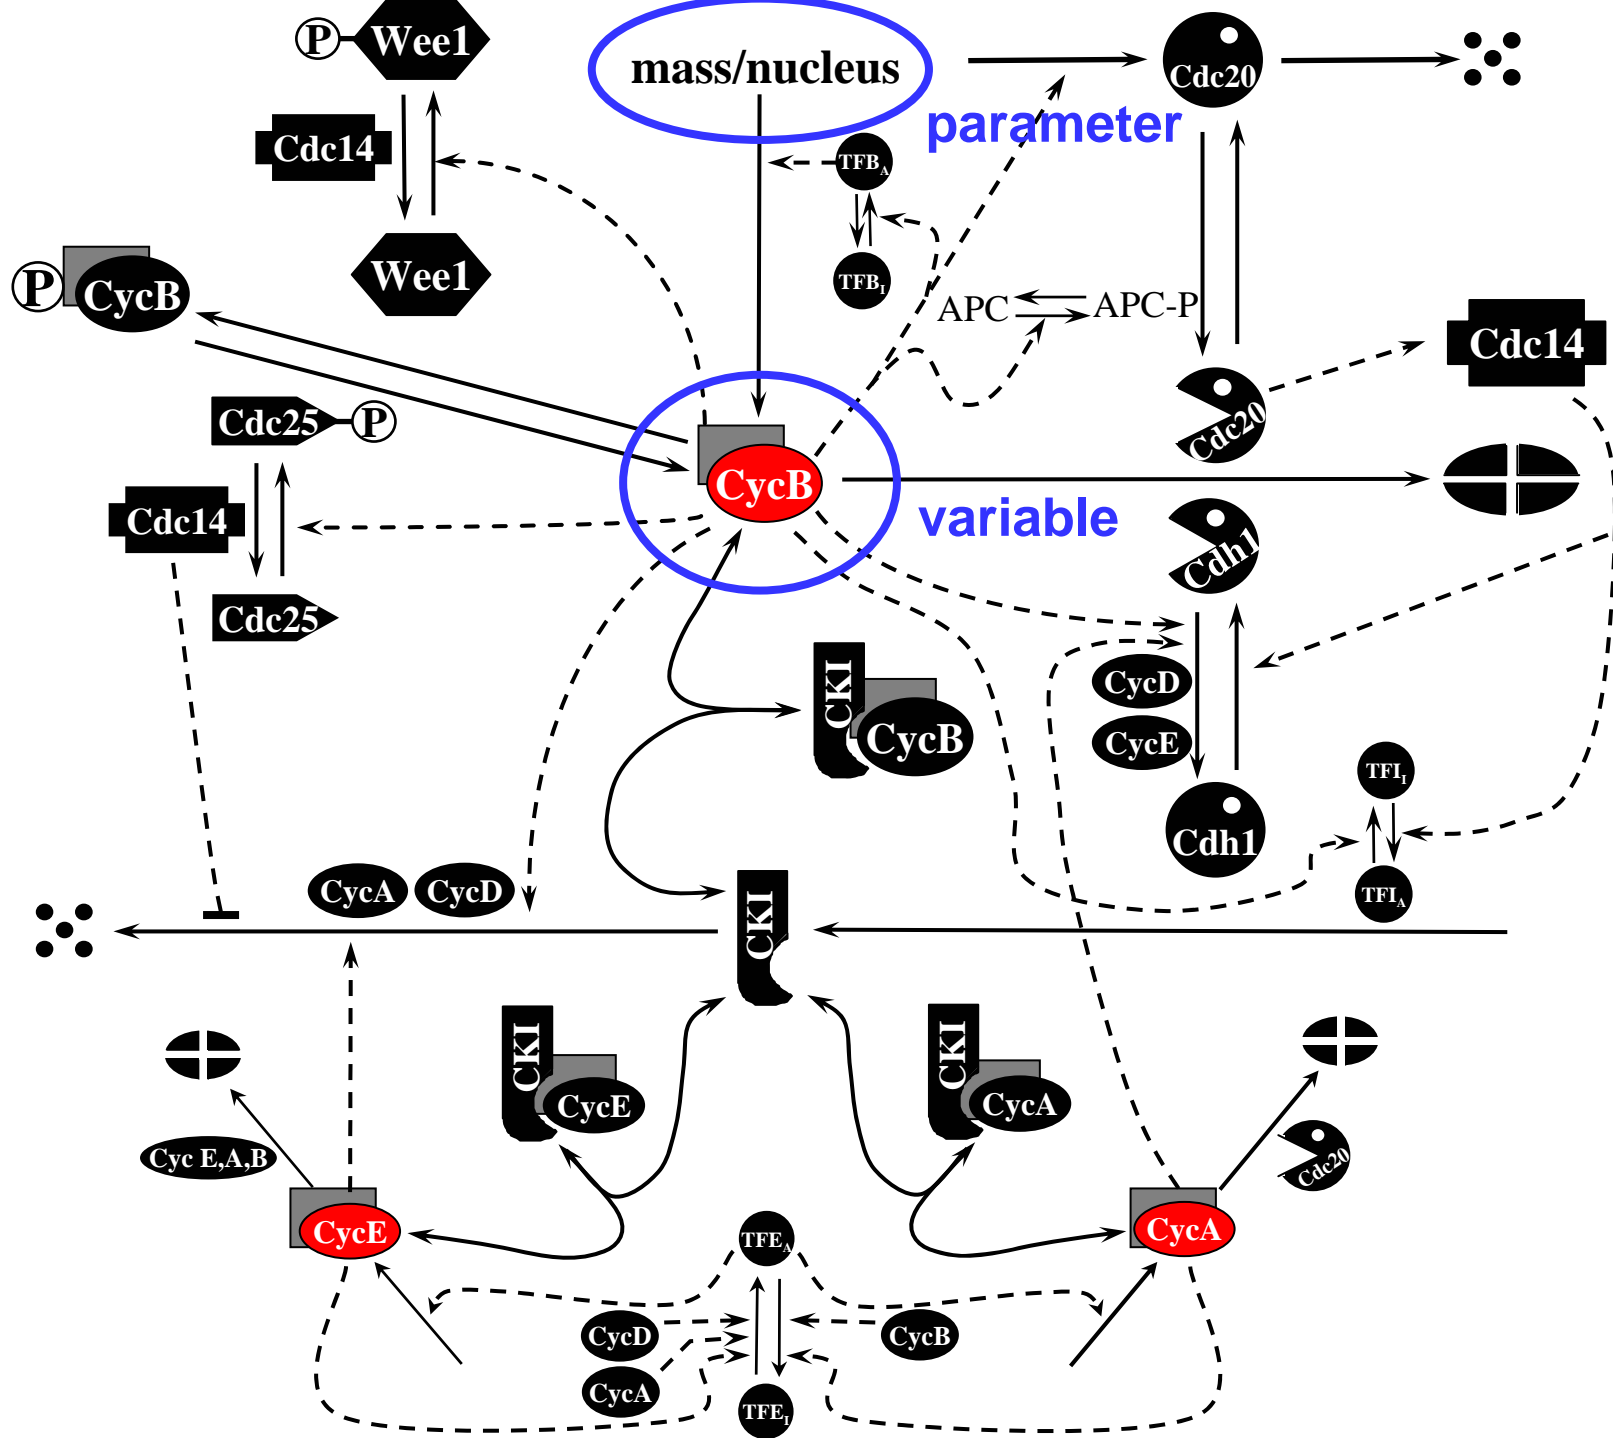 P
Wee1
mass/nucleus
Cdc20
parameter
Cdc14
TFBA
Wee1
TFBI
P
CycB
APC
APC-P
Cdc14
Cdc25
P
Cdc20
CycB
variable
Cdc14
Cdh1
Cdc25
CKI
CycB
CycD
CycE
TFII
Cdh1
CycA
CycD
CKI
TFIA
CKI
CycE
CKI
CycA
Cyc E,A,B
Cdc20
CycE
TFEA
CycA
CycD
CycB
CycA
TFEI